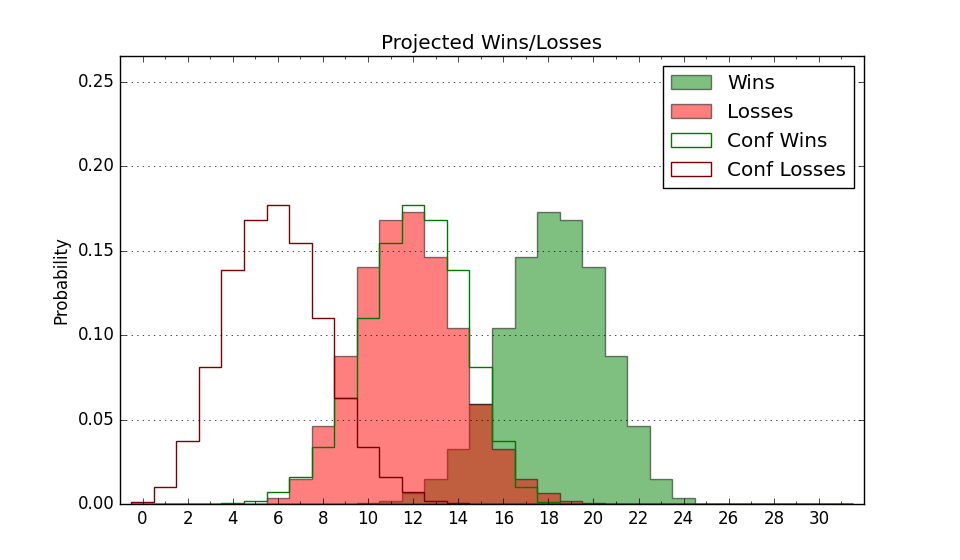 Projected Wins/Losses
0.25
0.20
0.15
0.10
0.05
0.00
Probability
Wins
Losses
Conf Wins
Conf Losses
0 2 4 6 8 10 12 14 16 18 20 22 24 26 28 30